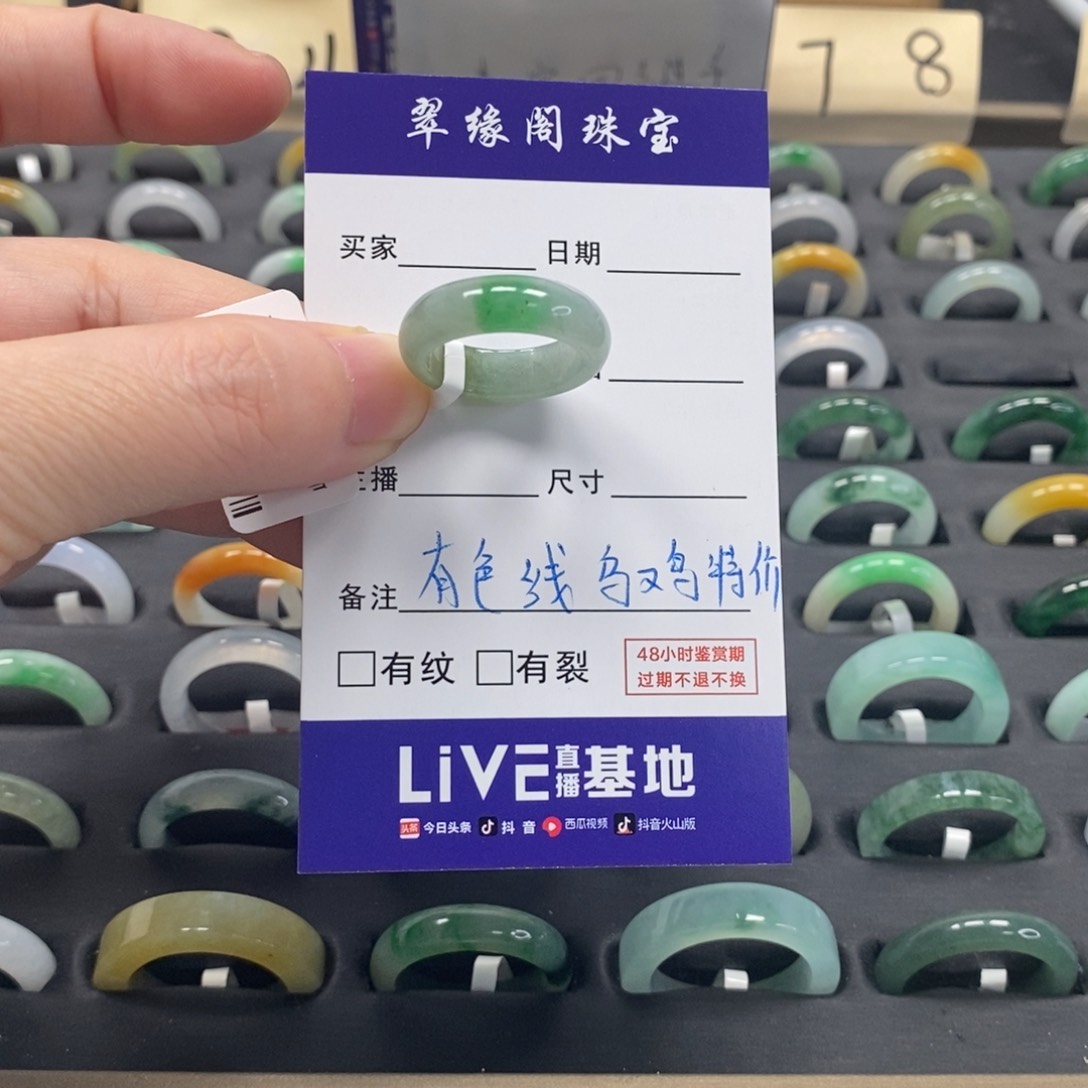 7 8
翠缘阁珠宝
买家 日期
播 尺寸
备注 有色线乌鸡特价
有纹 有裂
48小时鉴赏期
过期不退不换
LiVE直播基地
头条 今日头条 抖音 西瓜视频 抖音火山版